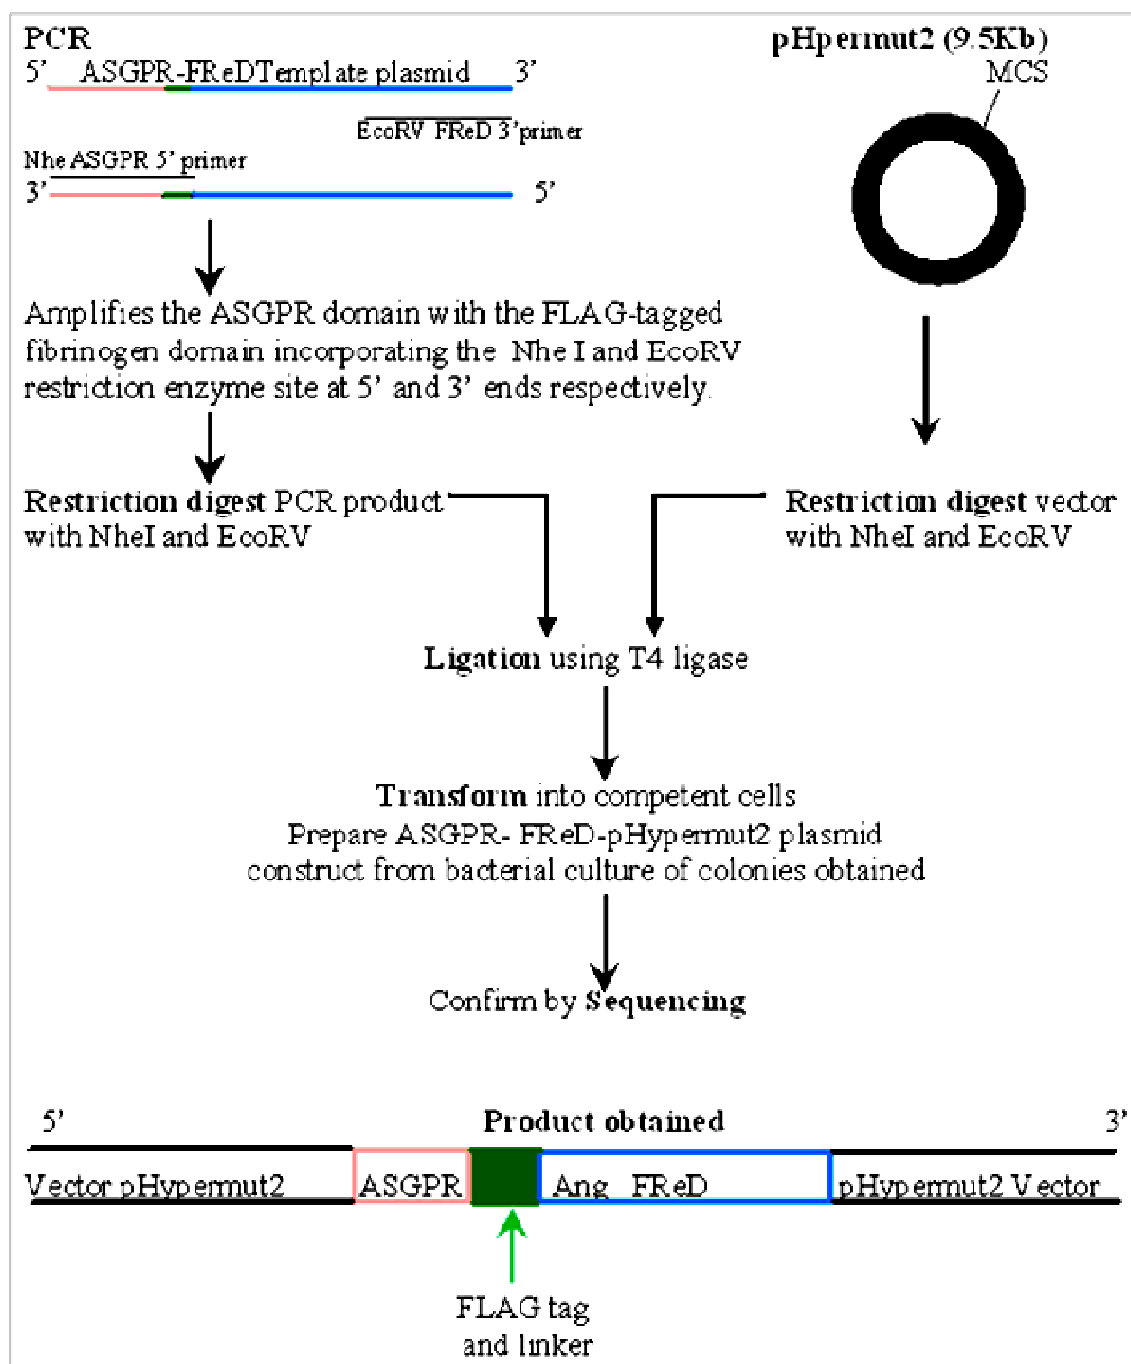 PCR
5’ ASGPR-FReDTemplate plasmid 3’
EcoRV FReD 3’primer
Nhe ASGPR 5’ primer
3’ 5’
pHpermut2 (9.5Kb)
MCS
Amplifies the ASGPR domain with the FLAG-tagged
fibrinogen domain incorporating the Nhe I and EcoRV
restriction enzyme site at 5’ and 3’ ends respectively.
Restriction digest PCR product
with NheI and EcoRV
Restriction digest vector
with NheI and EcoRV
Ligation using T4 ligase
Transform into competent cells
Prepare ASGPR- FReD-pHypermut2 plasmid
construct from bacterial culture of colonies obtained
Confirm by Sequencing
5’ Product obtained 3’
Vector pHypermut2 ASGPR Ang FReD pHypermut2 Vector
FLAG tag
and linker